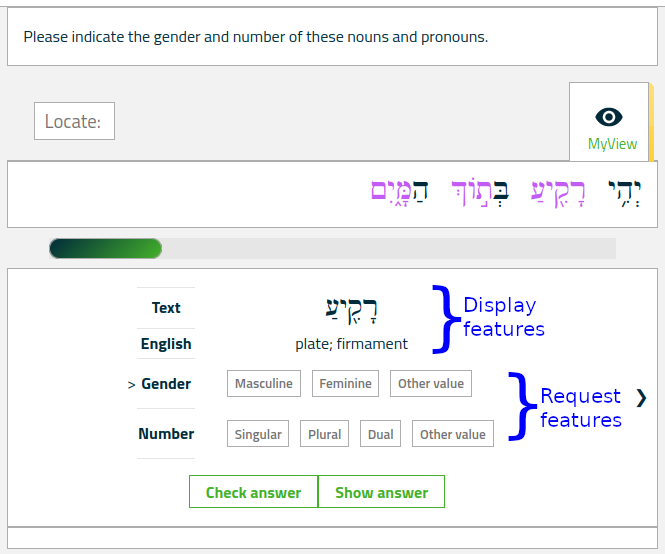 Please indicate the gender and number of these nouns and pronouns.
Locate:
MyView
יְהִ֥י רָקִ֖יעַ בְּתֹ֣וךְ הַמָּ֑יִם
Text רָקִ֖יעַ
Display features
English plate; firmament
> Gender Masculine Feminine Other value
Request features
❯
Number Singular Plural Dual Other value
Check answer Show answer